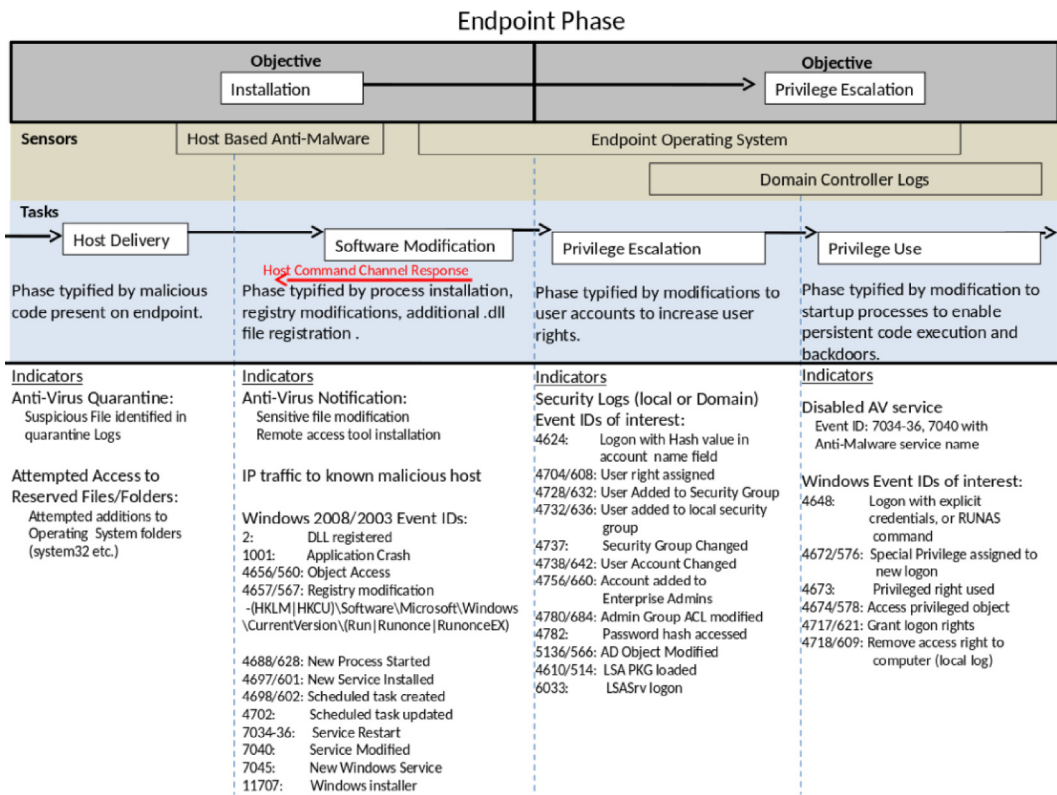 Endpoint Phase
Objective
Installation
Objective
Privilege Escalation
Sensors
Host Based Anti-Malware
Endpoint Operating System
Domain Controller Logs
Tasks
Host Delivery
Software Modification
Privilege Escalation
Privilege Use
Host Command Channel Response
Phase typified by malicious
code present on endpoint.
Phase typified by process installation,
registry modifications, additional .dll
file registration .
Phase typified by modifications to
user accounts to increase user
rights.
Phase typified by modification to
startup processes to enable
persistent code execution and
backdoors.
Indicators
Anti-Virus Quarantine:
Suspicious File identified in
quarantine Logs
Attempted Access to
Reserved Files/Folders:
Attempted additions to
Operating System folders
(system32 etc.)
Indicators
Anti-Virus Notification:
Sensitive file modification
Remote access tool installation
IP traffic to known malicious host
Windows 2008/2003 Event IDs:
2: DLL registered
1001: Application Crash
4656/560: Object Access
4657/567: Registry modification
-(HKLM|HKCU)\Software\Microsoft\Windows
\CurrentVersion\(Run|Runonce|RunonceEX)
4688/628: New Process Started
4697/601: New Service Installed
4698/602: Scheduled task created
4702: Scheduled task updated
7034-36: Service Restart
7040: Service Modified
7045: New Windows Service
11707: Windows installer
Indicators
Security Logs (local or Domain)
Event IDs of interest:
4624: Logon with Hash value in
account name field
4704/608: User right assigned
4728/632: User Added to Security Group
4732/636: User added to local security
group
4737: Security Group Changed
4738/642: User Account Changed
4756/660: Account added to
Enterprise Admins
4780/684: Admin Group ACL modified
4782: Password hash accessed
5136/566: AD Object Modified
4610/514: LSA PKG loaded
6033: LSASrv logon
Indicators
Disabled AV service
Event ID: 7034-36, 7040 with
Anti-Malware service name
Windows Event IDs of interest:
4648: Logon with explicit
credentials, or RUNAS
command
4672/576: Special Privilege assigned to
new logon
4673: Privileged right used
4674/578: Access privileged object
4717/621: Grant logon rights
4718/609: Remove access right to
computer (local log)